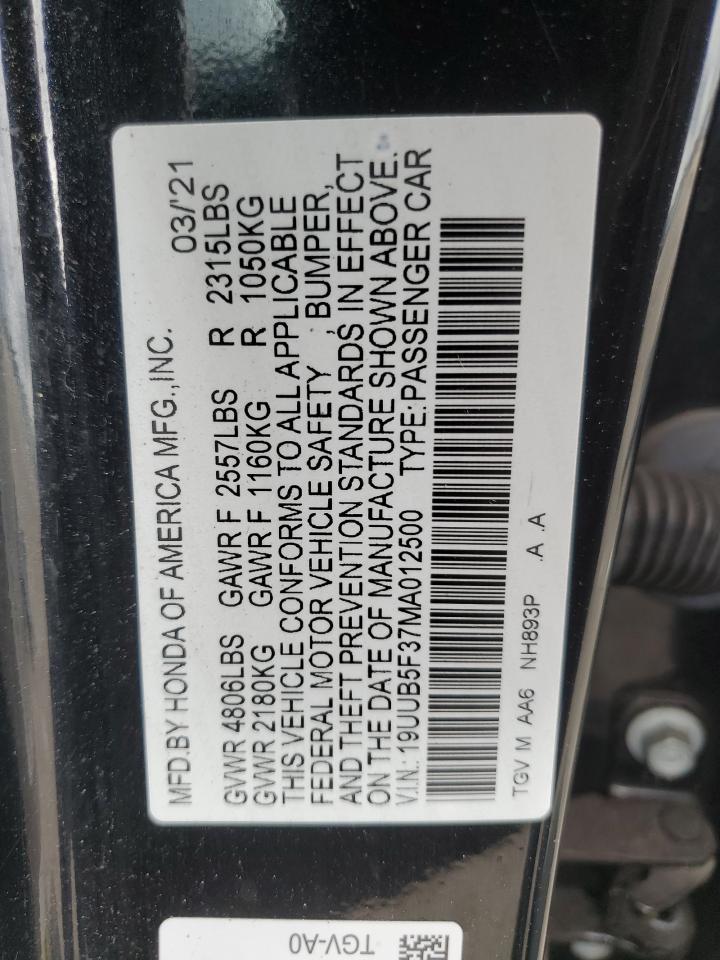 MFD.BY HONDA OF AMERICA MFG.,INC. 03/'21
GVWR 4806LBS GAWR F 2557LBS R 2315LBS
GVWR 2180KG GAWR F 1160KG R 1050KG
THIS VEHICLE CONFORMS TO ALL APPLICABLE
FEDERAL MOTOR VEHICLE SAFETY , BUMPER,
AND THEFT PREVENTION STANDARDS IN EFFECT
ON THE DATE OF MANUFACTURE SHOWN ABOVE.
V.I.N.: 19UUB5F37MA012500 TYPE:PASSENGER CAR
TGV M AA6 NH893P .A .A
TGV-A0